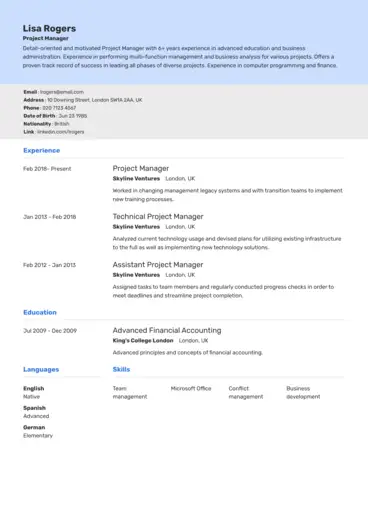 Lisa Rogers
Project Manager
Detail-oriented and motivated Project Manager with 6+ years experience in advanced education and business
administration. Experience in performing multi-function management and business analysis for various projects. Offers a
proven track record of success in leading all phases of diverse projects. Experience in computer programming and finance.
Email: lrogers@email.com
Address: 10 Downing Street, London SW1A 2AA, UK
Phone: 020 7123 4567
Date of Birth: Jun 23 1985
Nationality: British
Link: linkedin.com/lrogers
Experience
Feb 2018- Present
Project Manager
Skyline Ventures London, UK
Worked in changing management legacy systems and with transition teams to implement
new training processes.
Jan 2013 - Feb 2018
Technical Project Manager
Skyline Ventures London, UK
Analyzed current technology usage and devised plans for utilizing existing infrastructure
to the full as well as implementing new technology solutions.
Feb 2012 - Jan 2013
Assistant Project Manager
Skyline Ventures London, UK
Assigned tasks to team members and regularly conducted progress checks in order to
meet deadlines and streamline project completion.
Education
Jul 2009 - Dec 2009
Advanced Financial Accounting
King's College London London, UK
Advanced principles and concepts of financial accounting.
Languages
English
Native
Spanish
Advanced
German
Elementary
Skills
Team
management
Microsoft Office
Conflict
management
Business
development